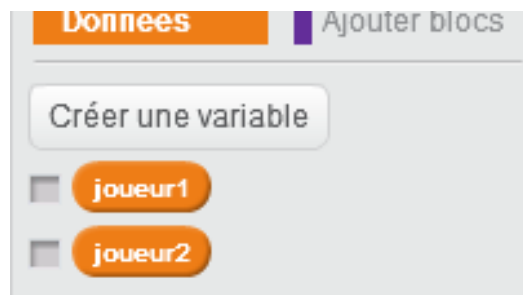 Données
Ajouter blocs
Créer une variable
joueur1
joueur2